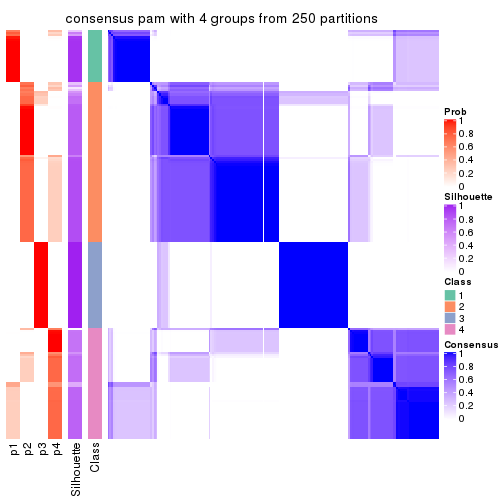 consensus pam with 4 groups from 250 partitions
Prob
1
0.8
0.6
0.4
0.2
0
Silhouette
1
0.8
0.6
0.4
0.2
0
Class
1
2
3
4
Consensus
1
0.8
0.6
0.4
0.2
0
p1
p2
p3
p4
Silhouette
Class